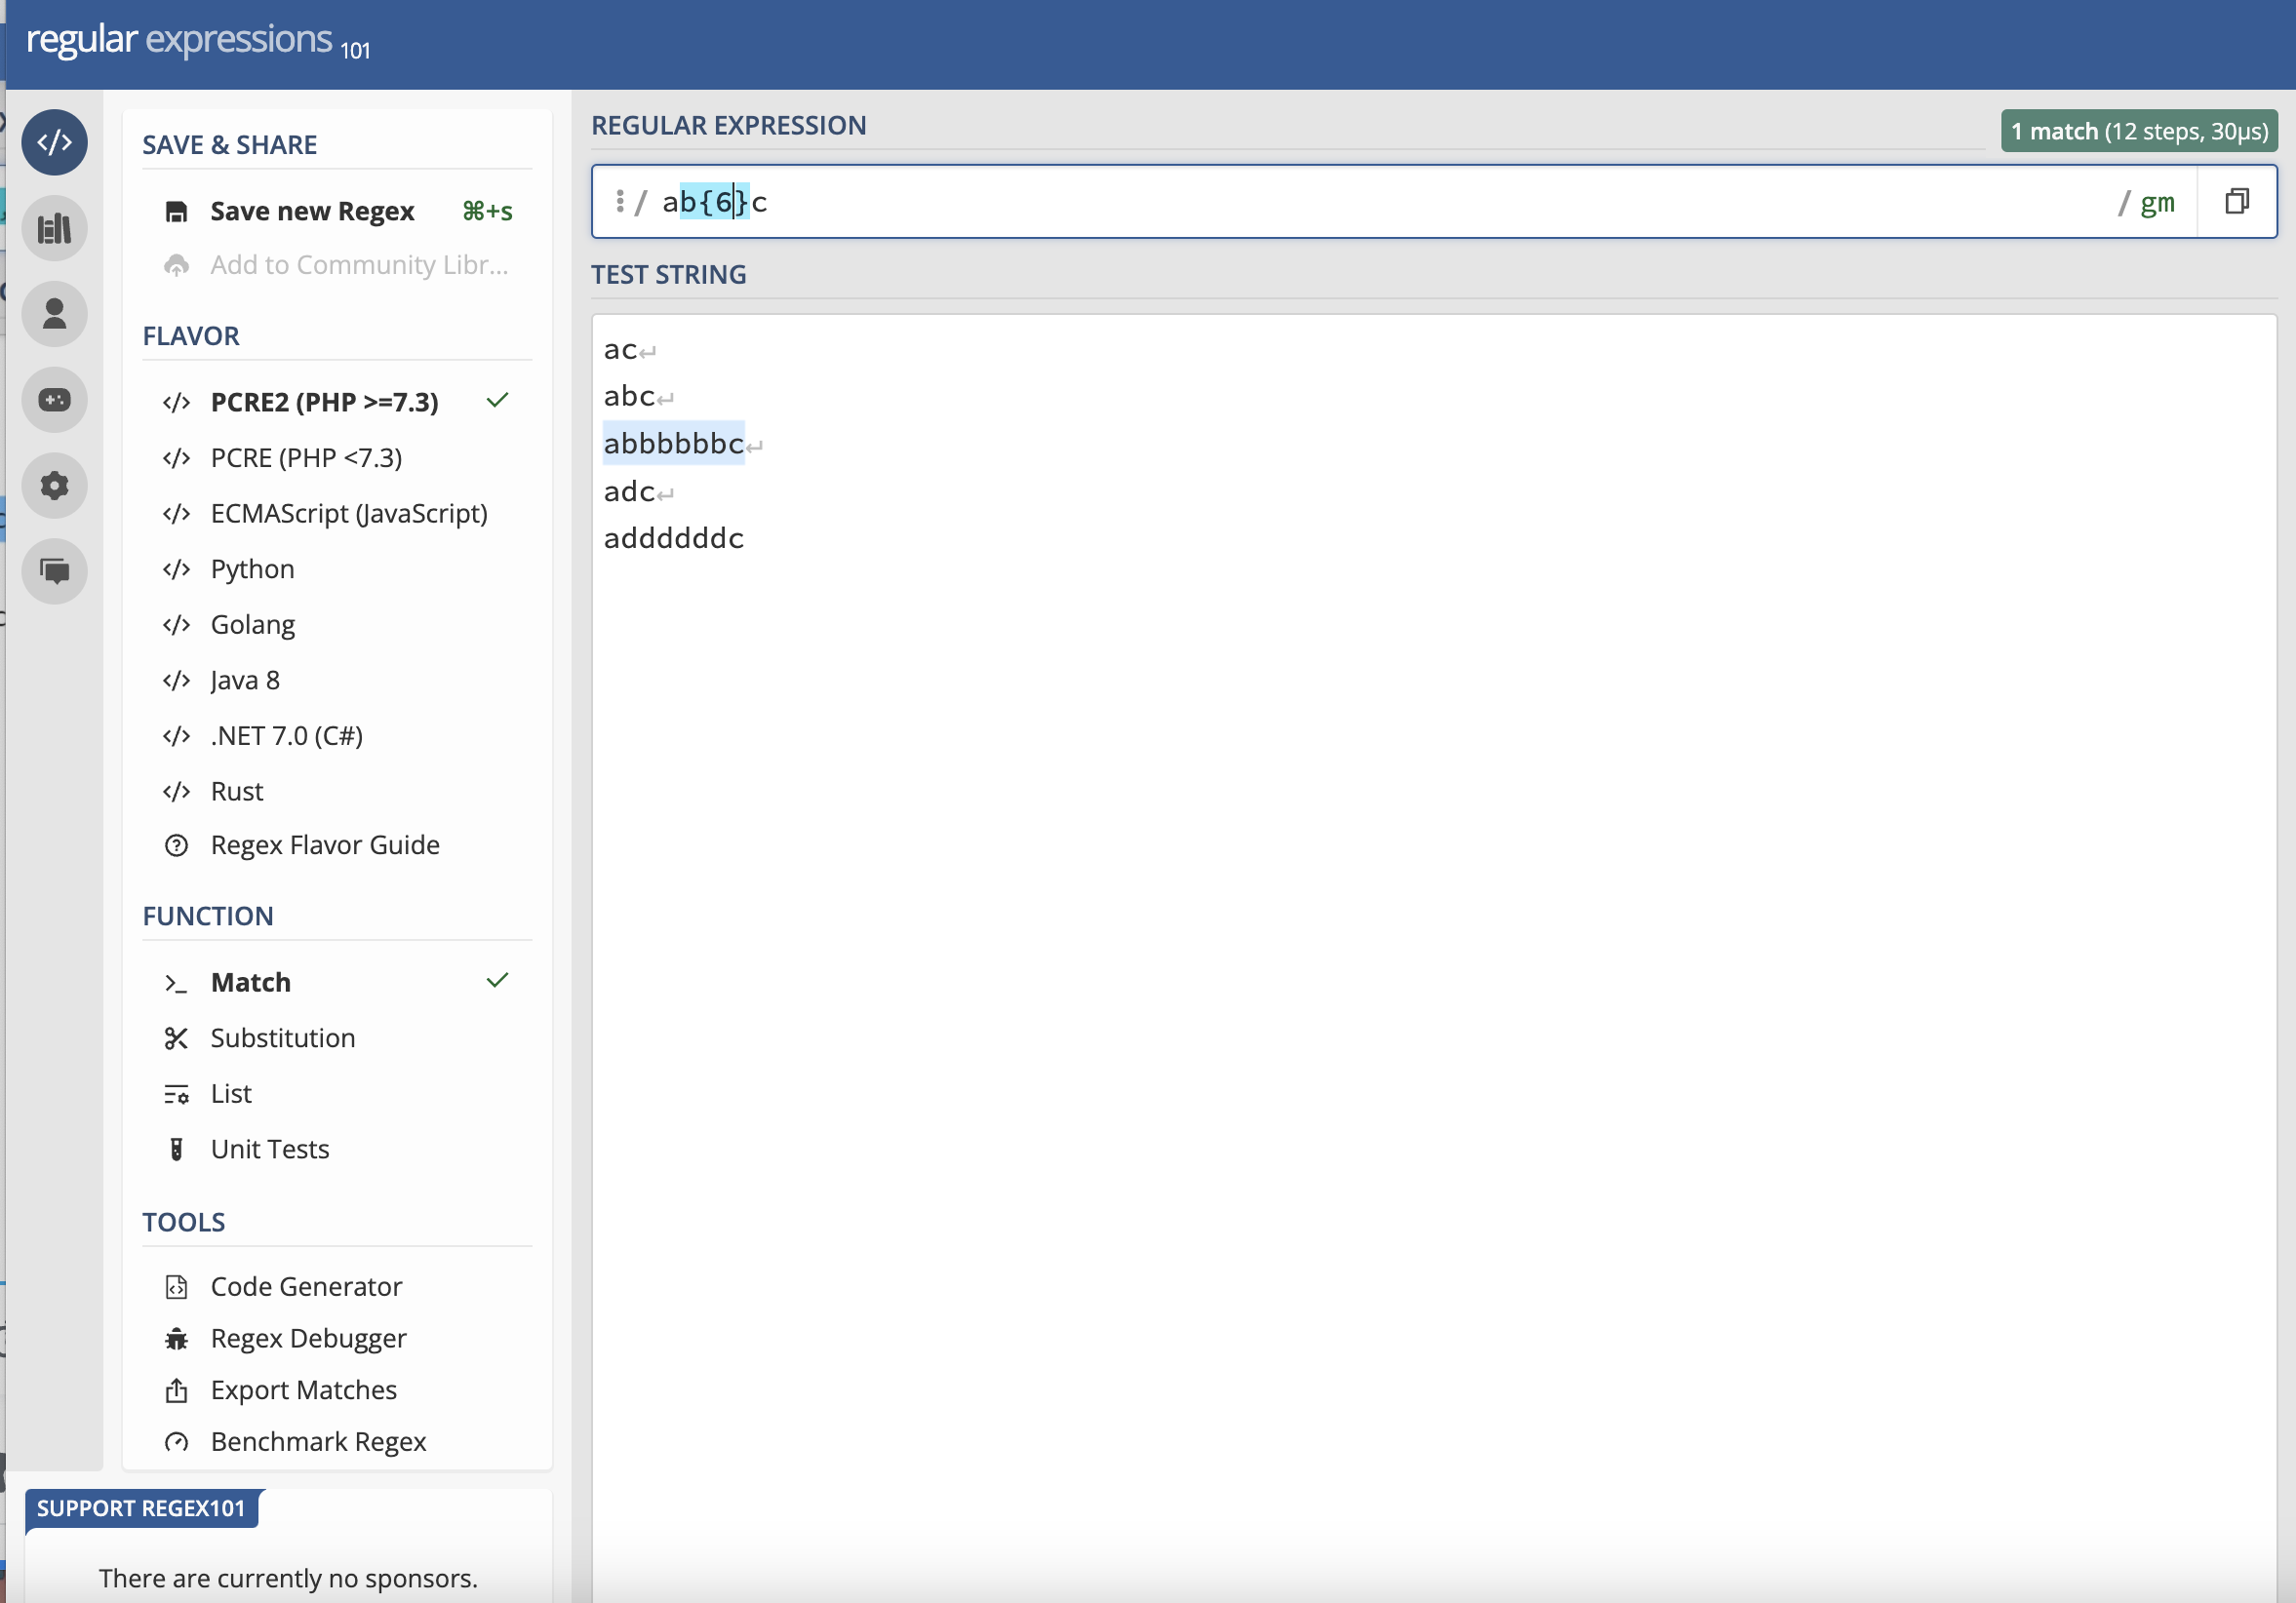 regular expressions 101
SAVE & SHARE
Save new Regex ⌘+s
Add to Community Libr...
FLAVOR
</> PCRE2 (PHP >=7.3)
</> PCRE (PHP <7.3)
</> ECMAScript (JavaScript)
</> Python
</> Golang
</> Java 8
</> .NET 7.0 (C#)
</> Rust
Regex Flavor Guide
FUNCTION
Match
Substitution
List
Unit Tests
TOOLS
Code Generator
Regex Debugger
Export Matches
Benchmark Regex
SUPPORT REGEX101
There are currently no sponsors.
REGULAR EXPRESSION
1 match (12 steps, 30μs)
/ ab{6}c / gm
TEST STRING
ac↵
abc↵
abbbbbbc↵
adc↵
addddddc